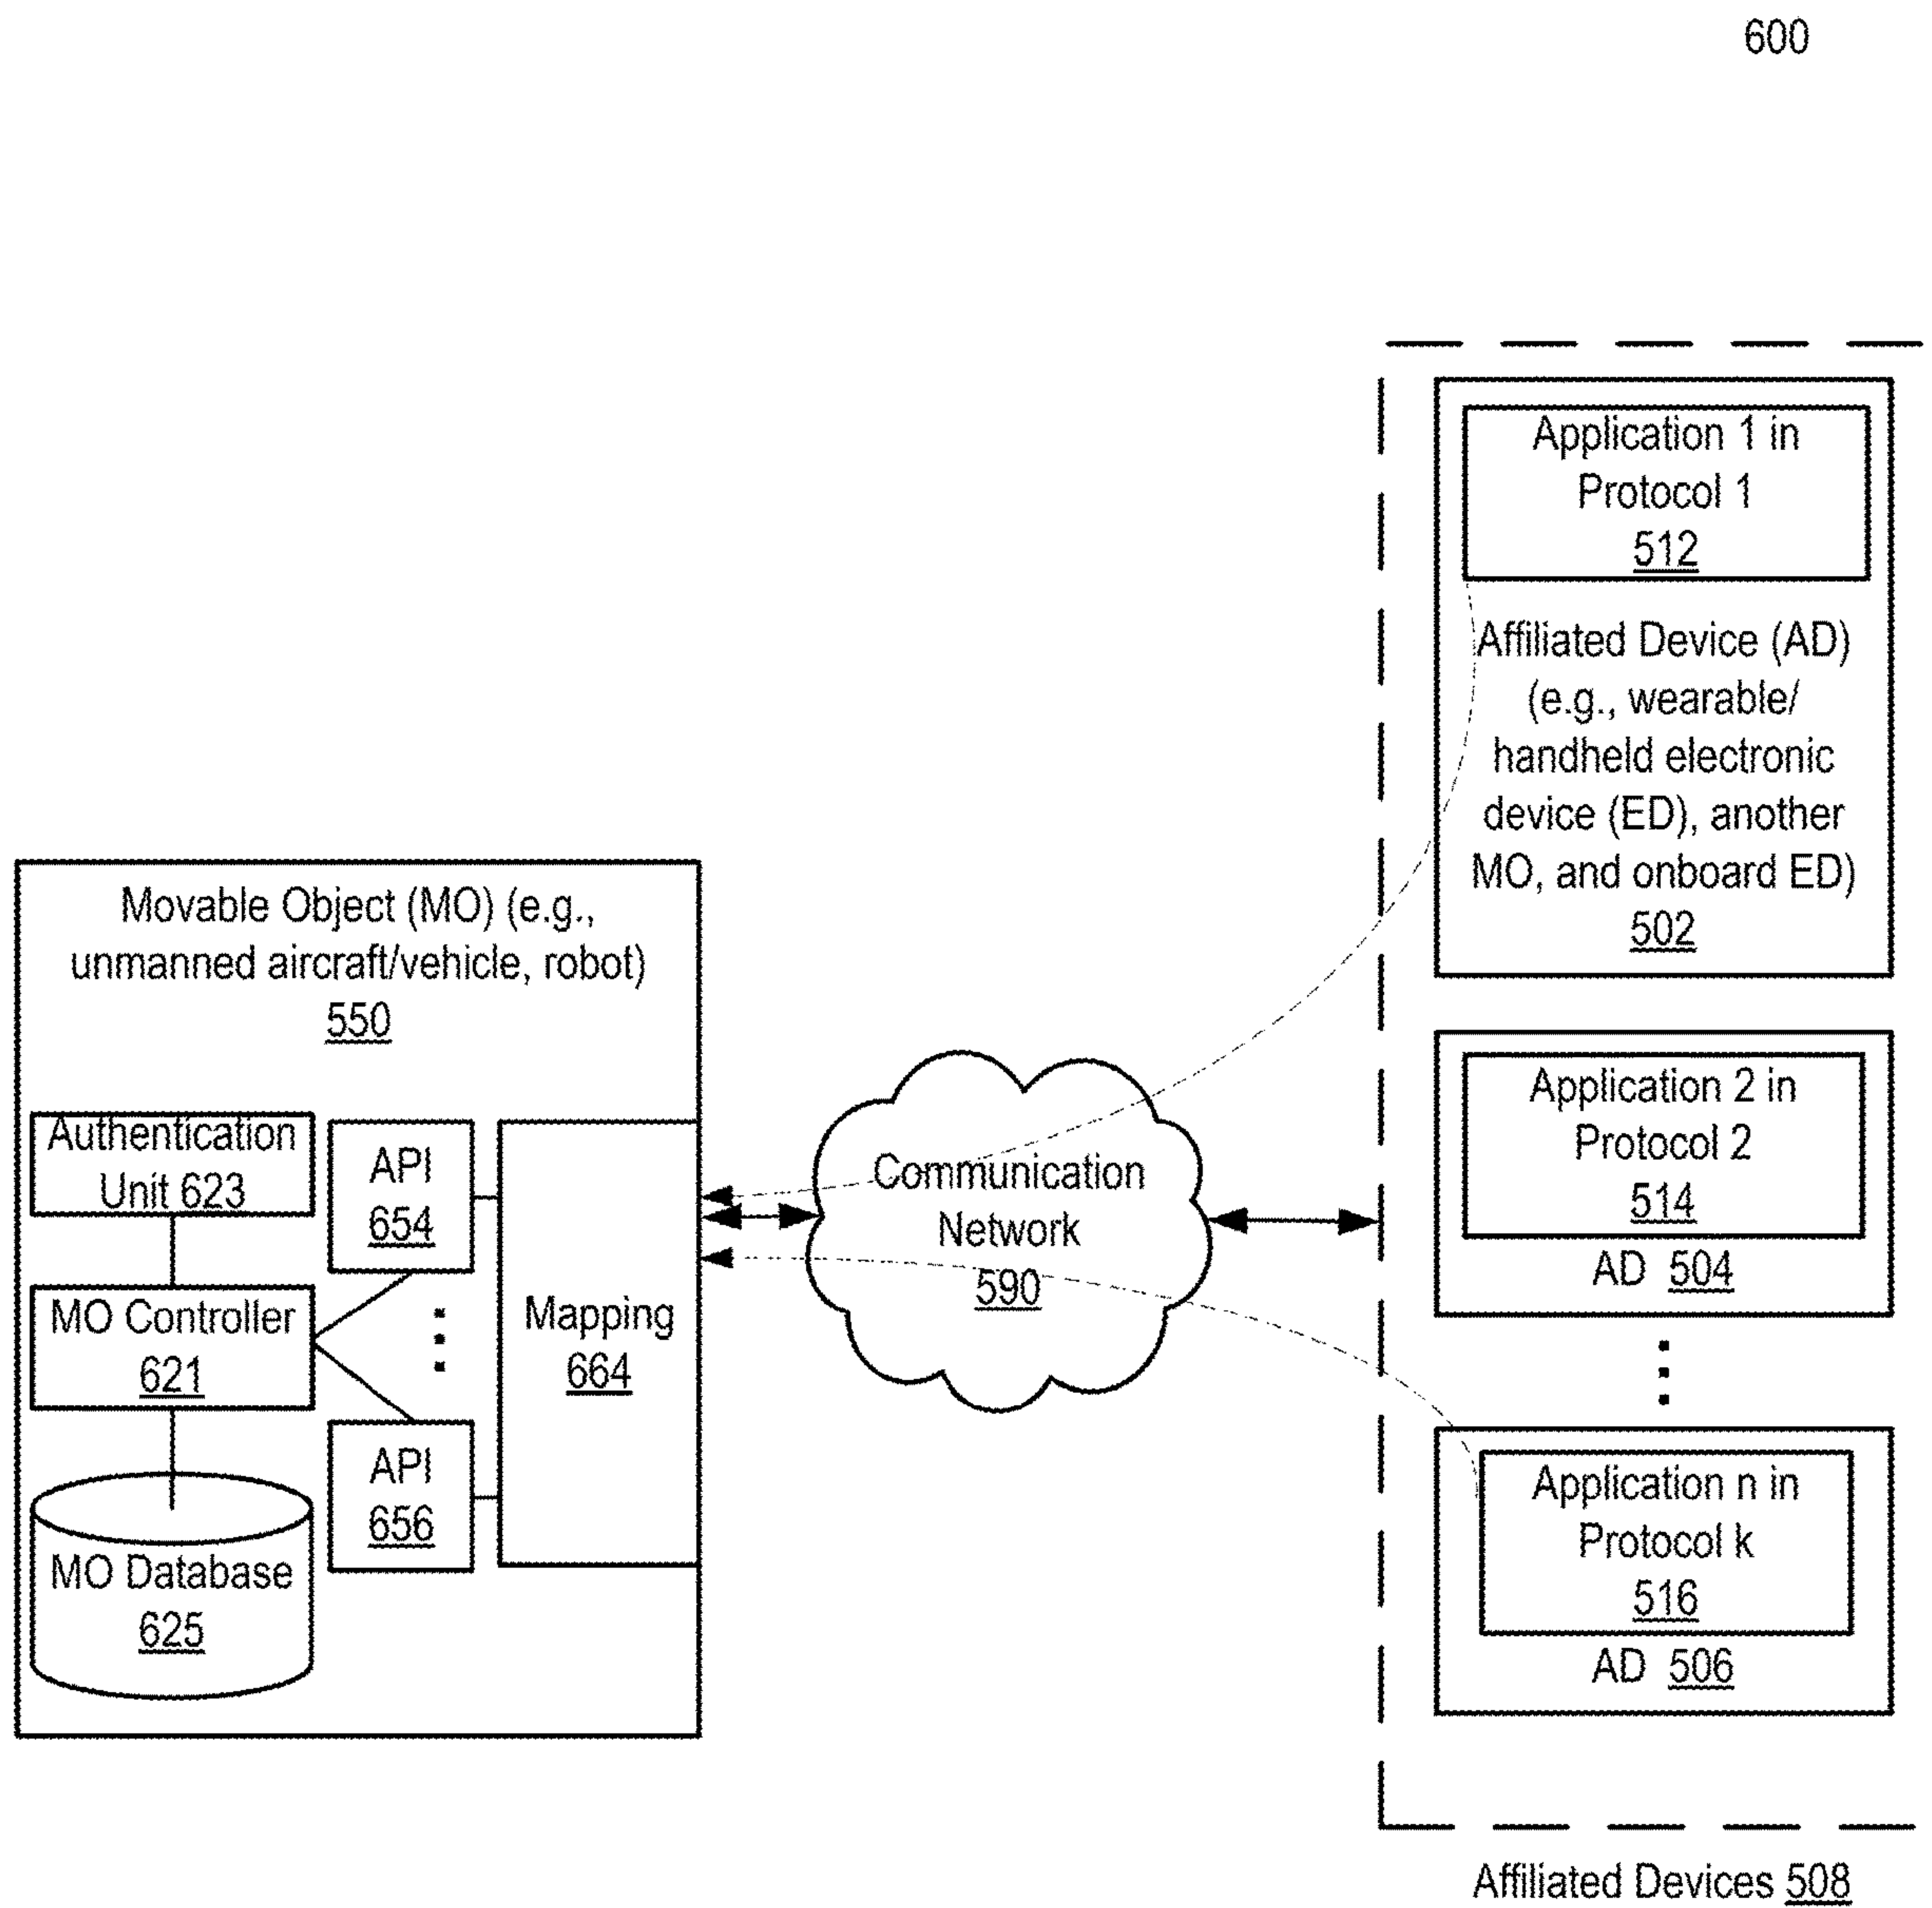 600
Application 1 in
Protocol 1
512
Affiliated Device (AD)
(e.g., wearable/
handheld electronic
device (ED), another
MO, and onboard ED)
502
Movable Object (MO) (e.g.,
unmanned aircraft/vehicle, robot)
550
Authentication
Unit 623
API
654
MO Controller
621
API
656
MO Database
625
Mapping
664
Communication
Network
590
Application 2 in
Protocol 2
514
AD 504
Application n in
Protocol k
516
AD 506
Affiliated Devices 508